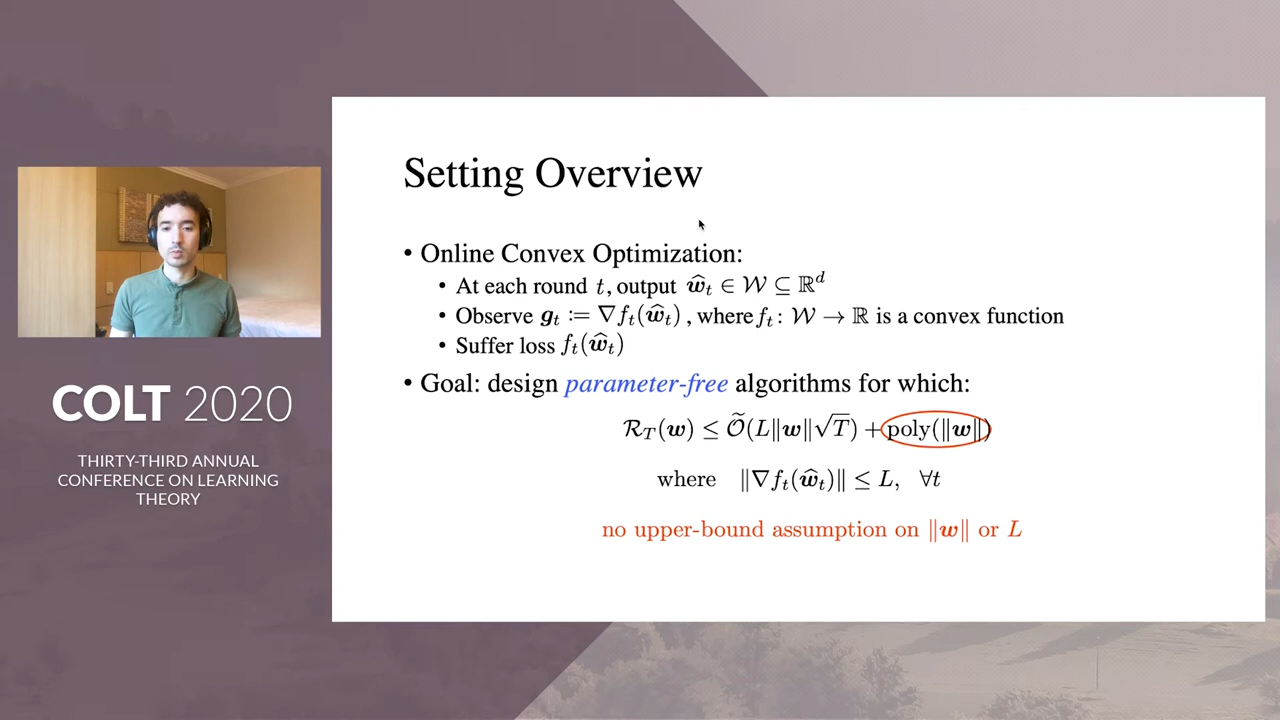 COLT 2020
THIRTY-THIRD ANNUAL
CONFERENCE ON LEARNING
THEORY
Setting Overview
• Online Convex Optimization:
• At each round t, output ŵ_t ∈ 𝒲 ⊆ ℝ^d
• Observe g_t := ∇f_t(ŵ_t), where f_t: 𝒲 → ℝ is a convex function
• Suffer loss f_t(ŵ_t)
• Goal: design parameter-free algorithms for which:
ℛ_T(w) ≤ Õ(L‖w‖√T) + poly(‖w‖)
where ‖∇f_t(ŵ_t)‖ ≤ L, ∀t
no upper-bound assumption on ‖w‖ or L